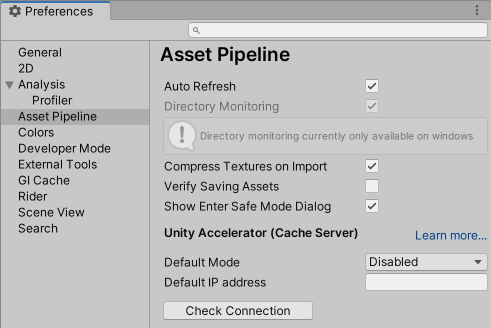 Preferences
Asset Pipeline
General
2D
Analysis
Profiler
Asset Pipeline
Colors
Developer Mode
External Tools
GI Cache
Rider
Scene View
Search
Auto Refresh
Directory Monitoring
Directory monitoring currently only available on windows
Compress Textures on Import
Verify Saving Assets
Show Enter Safe Mode Dialog
Unity Accelerator (Cache Server)
Learn more...
Default Mode
Disabled
Default IP address
Check Connection